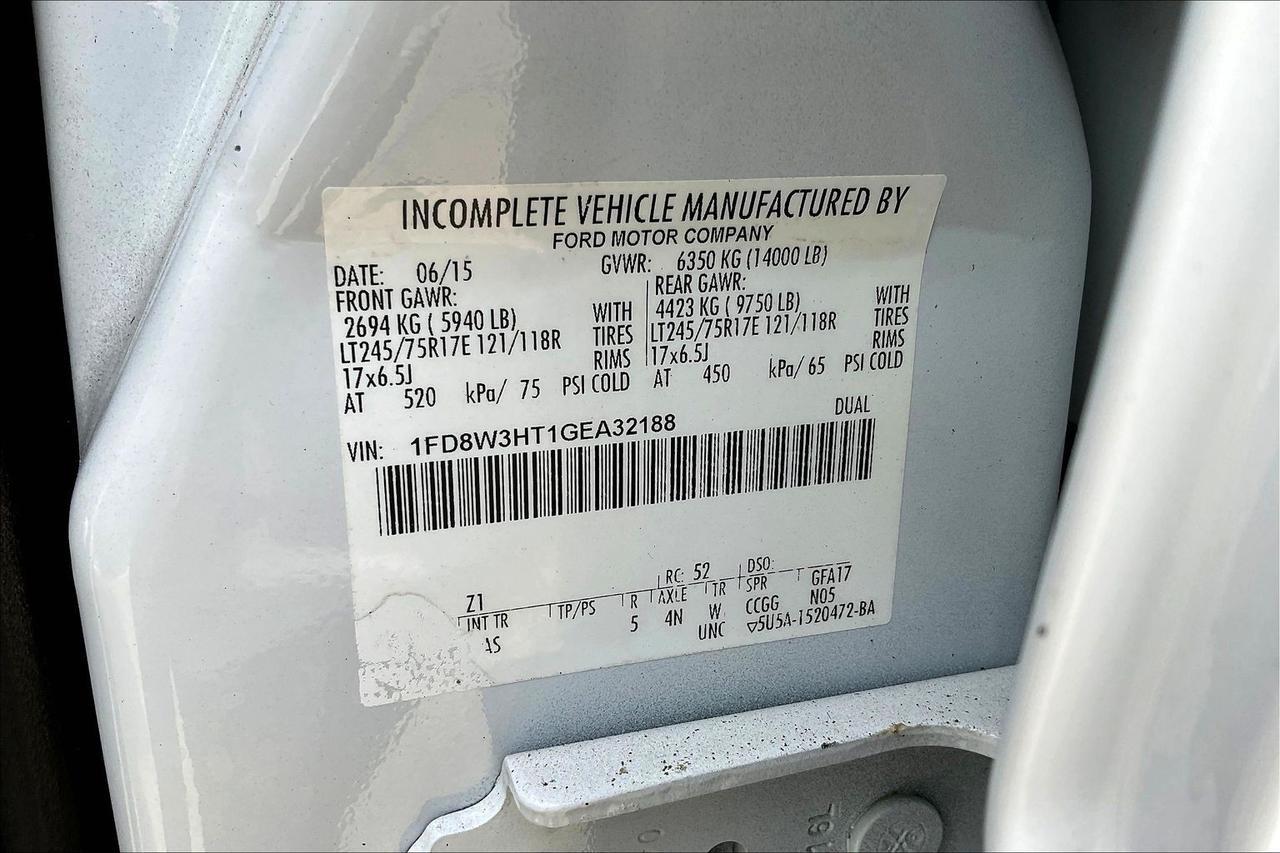 INCOMPLETE VEHICLE MANUFACTURED BY
FORD MOTOR COMPANY
DATE: 06/15 GVWR: 6350 KG (14000 LB)
FRONT GAWR: REAR GAWR:
2694 KG ( 5940 LB) WITH 4423 KG ( 9750 LB) WITH
LT245/75R17E 121/118R TIRES LT245/75R17E 121/118R TIRES
17x6.5J RIMS 17x6.5J RIMS
AT 520 kPa/ 75 PSI COLD AT 450 kPa/ 65 PSI COLD
DUAL
VIN: 1FD8W3HT1GEA32188
RC: 52 DSO:
Z1
INT TR TP/PS R AXLE TR SPR GFA17
AS 5 4N W CCGG N05
UNC ▽5U5A-1520472-BA